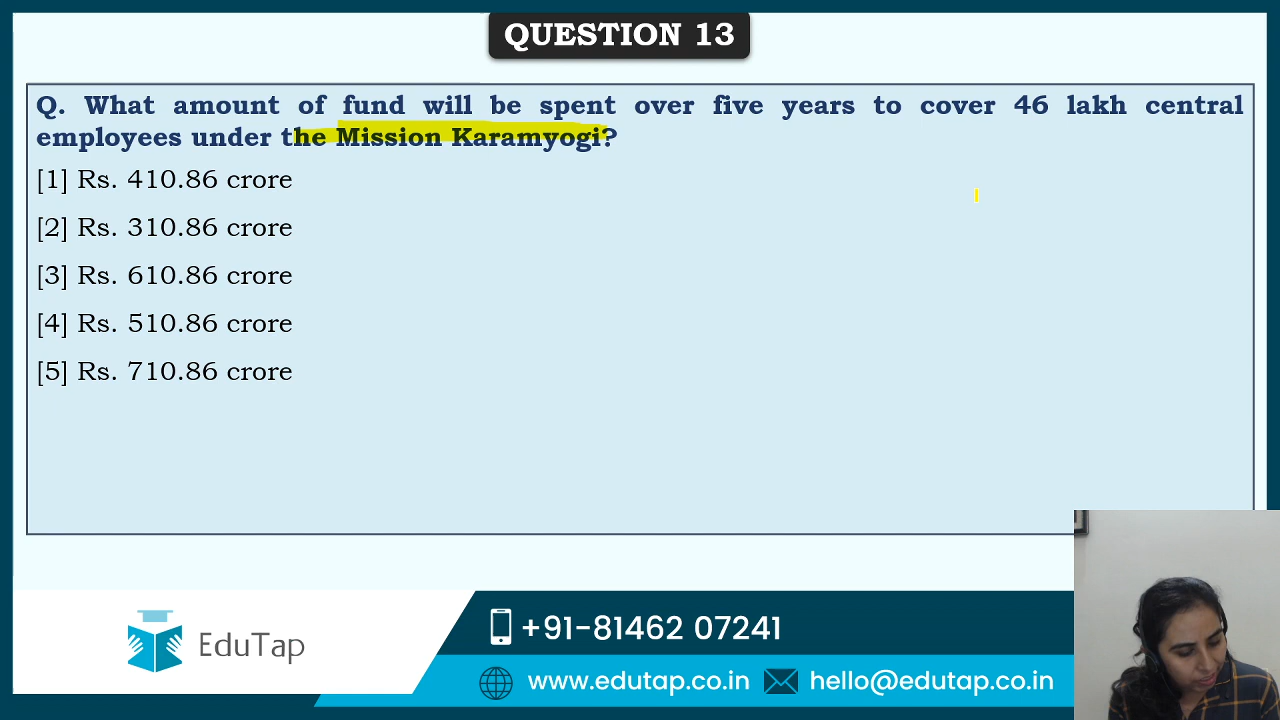 QUESTION 13
Q. What amount of fund will be spent over five years to cover 46 lakh central
employees under the Mission Karamyogi?
[1] Rs. 410.86 crore
[2] Rs. 310.86 crore
[3] Rs. 610.86 crore
[4] Rs. 510.86 crore
[5] Rs. 710.86 crore
EduTap
+91-81462 07241
www.edutap.co.in hello@edutap.co.in